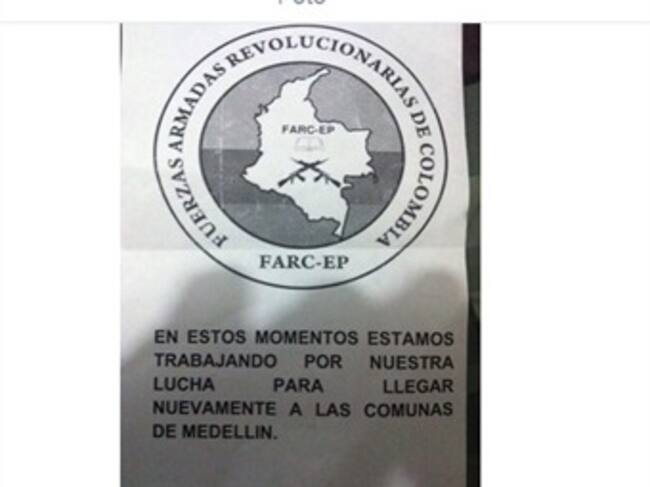 FUERZAS ARMADAS REVOLUCIONARIAS DE COLOMBIA
FARC-EP
FARC-EP
EN ESTOS MOMENTOS ESTAMOS
TRABAJANDO POR NUESTRA
LUCHA PARA LLEGAR
NUEVAMENTE A LAS COMUNAS
DE MEDELLIN.